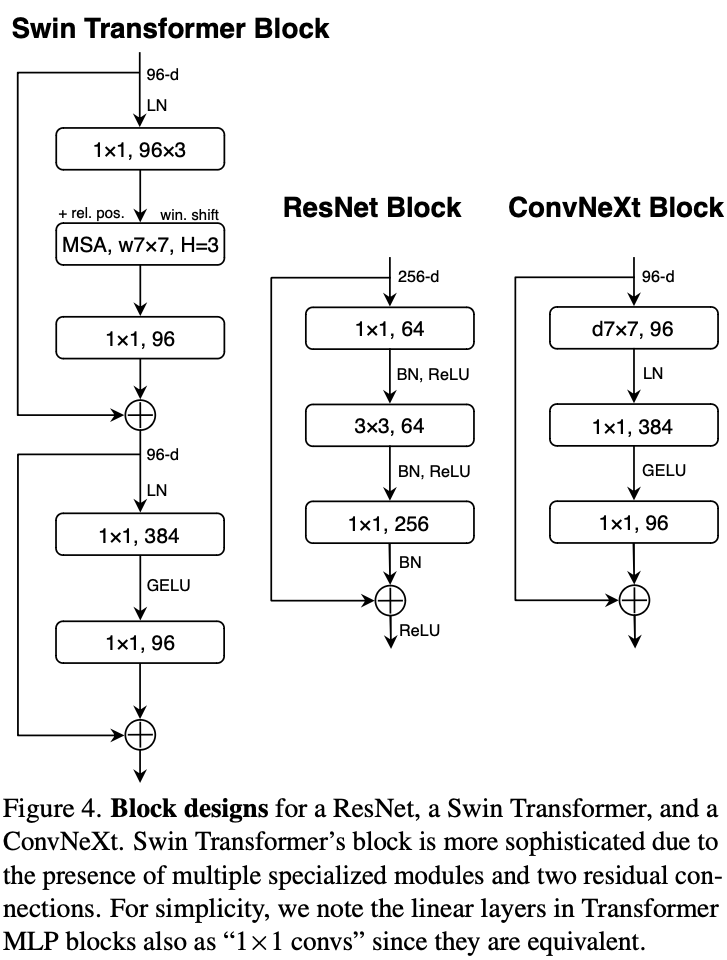 Swin Transformer Block
96-d
LN
1×1, 96×3
+ rel. pos.
win. shift
MSA, w7×7, H=3
1×1, 96
96-d
LN
1×1, 384
GELU
1×1, 96
ResNet Block
256-d
1×1, 64
BN, ReLU
3×3, 64
BN, ReLU
1×1, 256
BN
ReLU
ConvNeXt Block
96-d
d7×7, 96
LN
1×1, 384
GELU
1×1, 96
Figure 4. Block designs for a ResNet, a Swin Transformer, and a
ConvNeXt. Swin Transformer’s block is more sophisticated due to
the presence of multiple specialized modules and two residual con-
nections. For simplicity, we note the linear layers in Transformer
MLP blocks also as “1×1 convs” since they are equivalent.